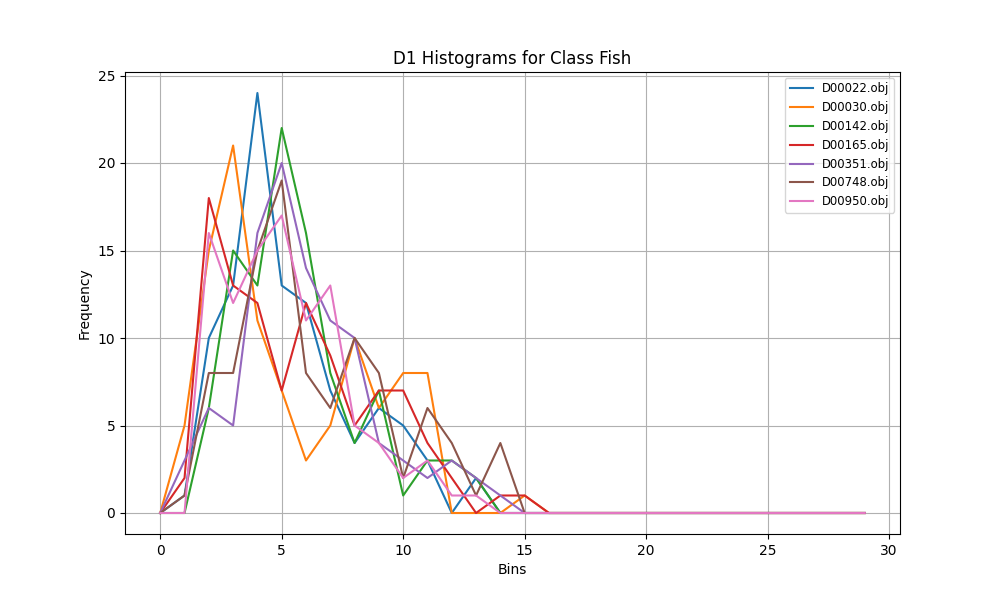 D1 Histograms for Class Fish
25
20
15
10
5
0
Frequency
0 5 10 15 20 25 30
Bins
D00022.obj
D00030.obj
D00142.obj
D00165.obj
D00351.obj
D00748.obj
D00950.obj